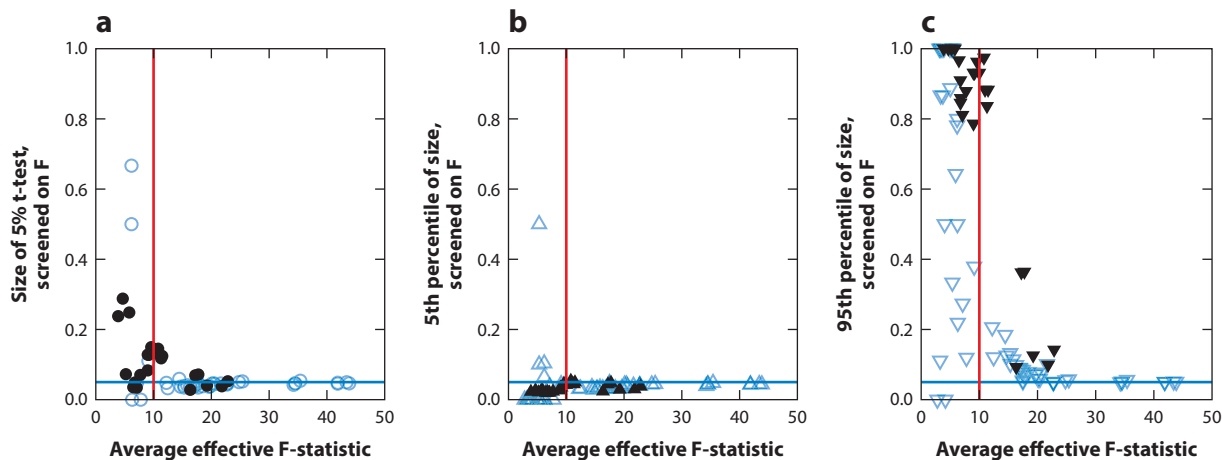 a
Size of 5% t-test,
screened on F
1.0
0.8
0.6
0.4
0.2
0.0
0 10 20 30 40 50
Average effective F-statistic
b
5th percentile of size,
screened on F
1.0
0.8
0.6
0.4
0.2
0.0
0 10 20 30 40 50
Average effective F-statistic
c
95th percentile of size,
screened on F
1.0
0.8
0.6
0.4
0.2
0.0
0 10 20 30 40 50
Average effective F-statistic